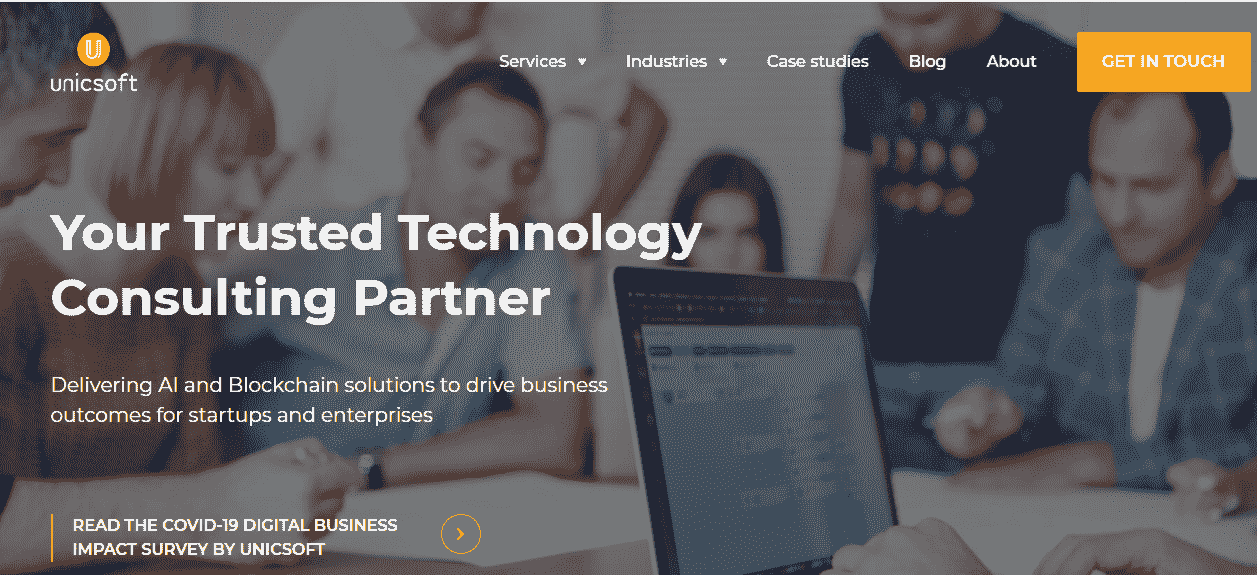 U
unicsoft
Services ▼
Industries ▼
Case studies
Blog
About
GET IN TOUCH
Your Trusted Technology
Consulting Partner
Delivering AI and Blockchain solutions to drive business
outcomes for startups and enterprises
READ THE COVID-19 DIGITAL BUSINESS
IMPACT SURVEY BY UNICSOFT